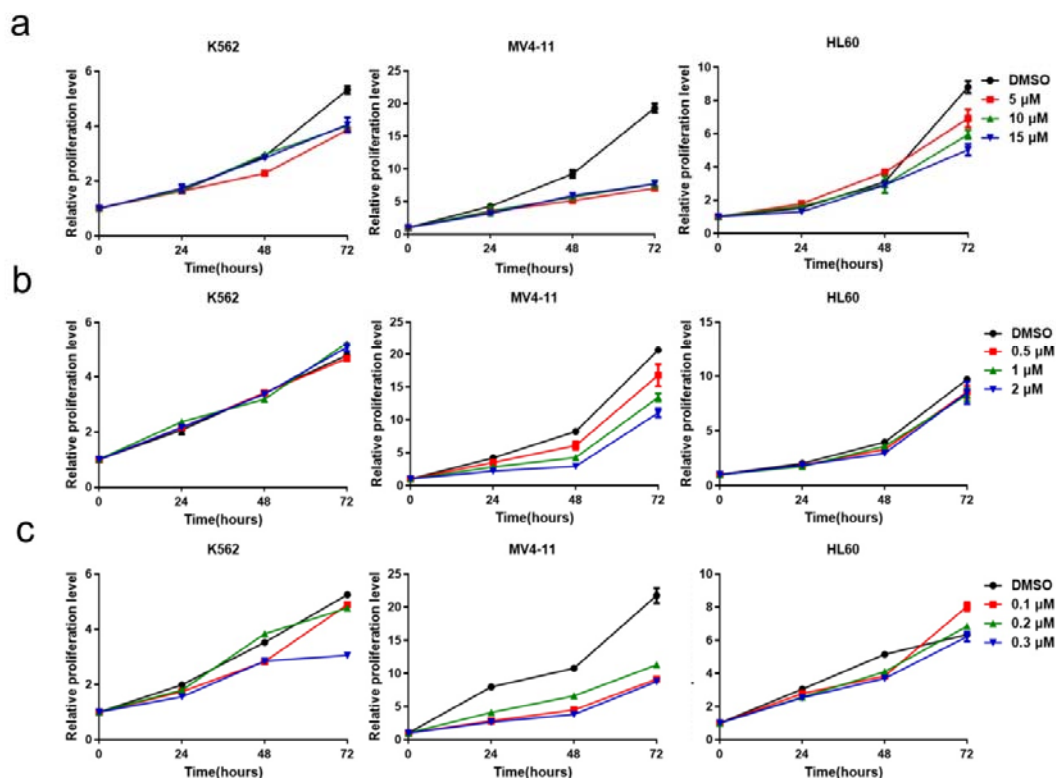 a
K562
MV4-11
HL60
Relative proliferation level
6
4
2
0
0
24
48
72
Time(hours)
Relative proliferation level
25
20
15
10
5
0
0
24
48
72
Time(hours)
Relative proliferation level
10
8
6
4
2
0
0
24
48
72
Time(hours)
DMSO
5 μM
10 μM
15 μM
b
K562
MV4-11
HL60
Relative proliferation level
6
4
2
0
0
24
48
72
Time(hours)
Relative proliferation level
25
20
15
10
5
0
0
24
48
72
Time(hours)
Relative proliferation level
15
10
5
0
0
24
48
72
Time(hours)
DMSO
0.5 μM
1 μM
2 μM
c
K562
MV4-11
HL60
Relative proliferation level
6
4
2
0
0
24
48
72
Time(hours)
Relative proliferation level
25
20
15
10
5
0
0
24
48
72
Time(hours)
Relative proliferation level
10
8
6
4
2
0
0
24
48
72
Time(hours)
DMSO
0.1 μM
0.2 μM
0.3 μM